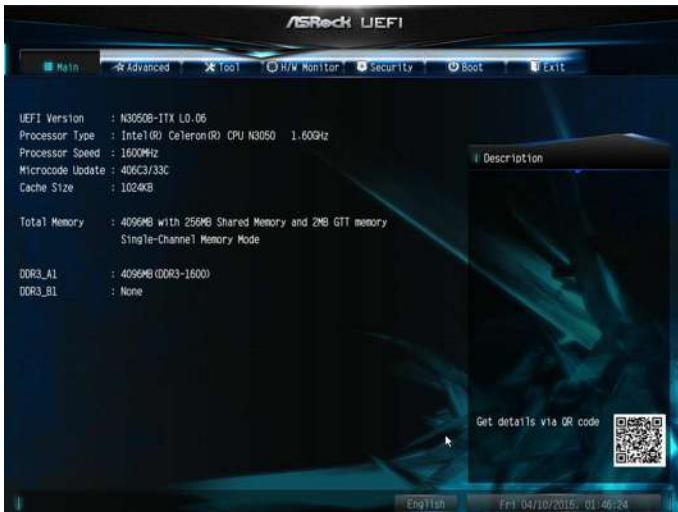 ASRock UEFI
Main Advanced Tool H/W Monitor Security Boot Exit
UEFI Version : N3050B-ITX L0.06
Processor Type : Intel(R) Celeron(R) CPU N3050 1.60GHz
Processor Speed : 1600MHz
Microcode Update : 406C3/33C
Cache Size : 1024KB
Total Memory : 4096MB with 256MB Shared Memory and 2MB GTT memory
Single-Channel Memory Mode
DDR3_A1 : 4096MB (DDR3-1600)
DDR3_B1 : None
Description
Get details via QR code
English Fri 04/10/2015, 01:46:24